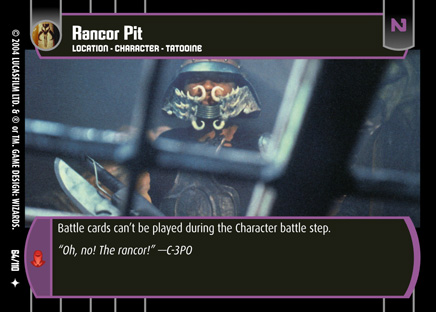 Rancor Pit
LOCATION - CHARACTER - TATOOINE
N
Battle cards can't be played during the Character battle step.
"Oh, no! The rancor!" —C-3PO
© 2004 LUCASFILM LTD. & ® or TM. GAME DESIGN: WIZARDS.
84/110